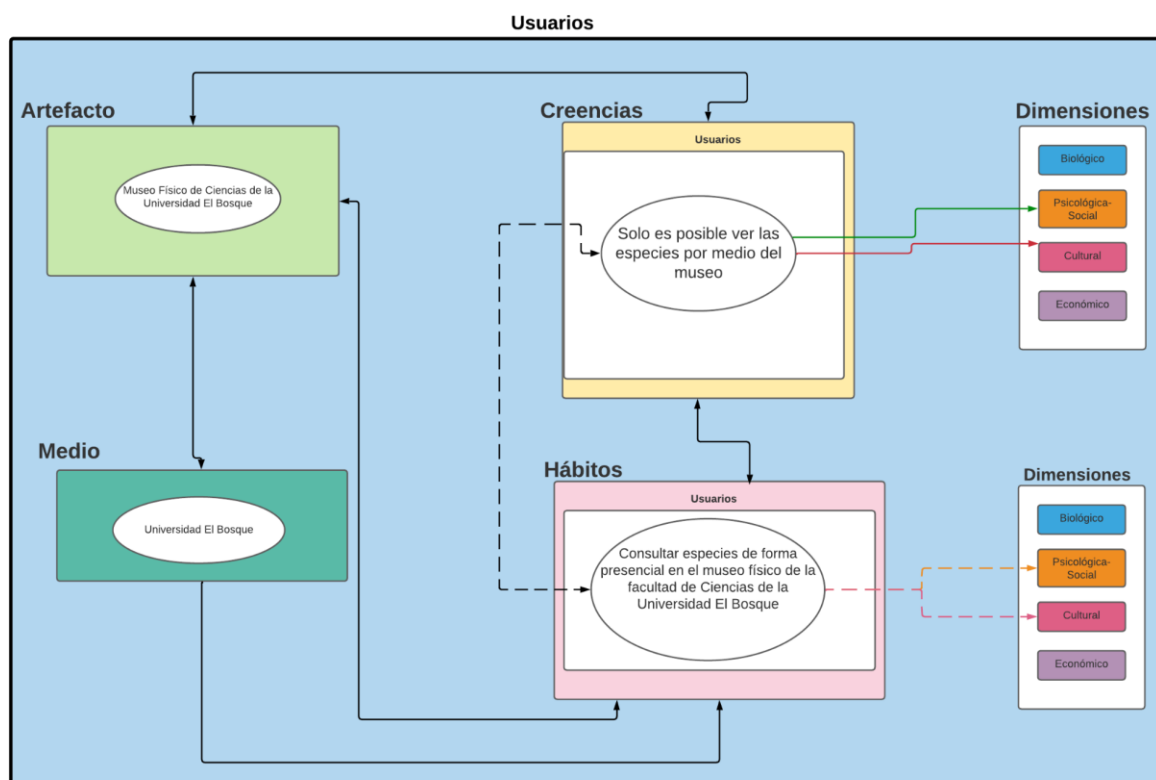 Usuarios
Artefacto
Museo Físico de Ciencias de la
Universidad El Bosque
Creencias
Usuarios
Solo es posible ver las
especies por medio del
museo
Dimensiones
Biológico
Psicológica-
Social
Cultural
Económico
Medio
Universidad El Bosque
Hábitos
Usuarios
Consultar especies de forma
presencial en el museo físico de la
facultad de Ciencias de la
Universidad El Bosque
Dimensiones
Biológico
Psicológica-
Social
Cultural
Económico